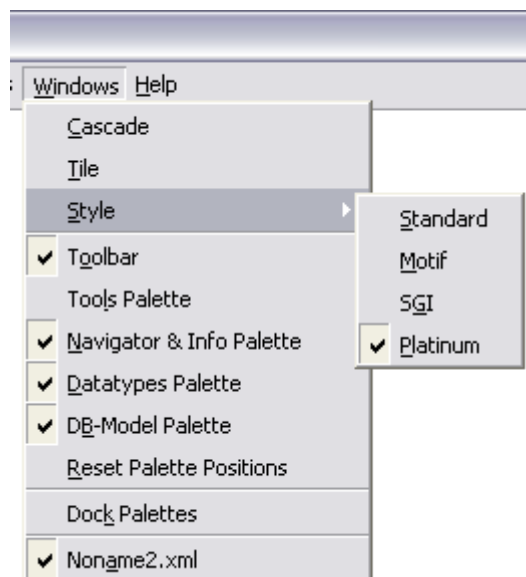 Windows Help
Cascade
Tile
Style
Standard
Toolbar
Motif
Tools Palette
SGI
Navigator & Info Palette
Platinum
Datatypes Palette
DB-Model Palette
Reset Palette Positions
Dock Palettes
Noname2.xml